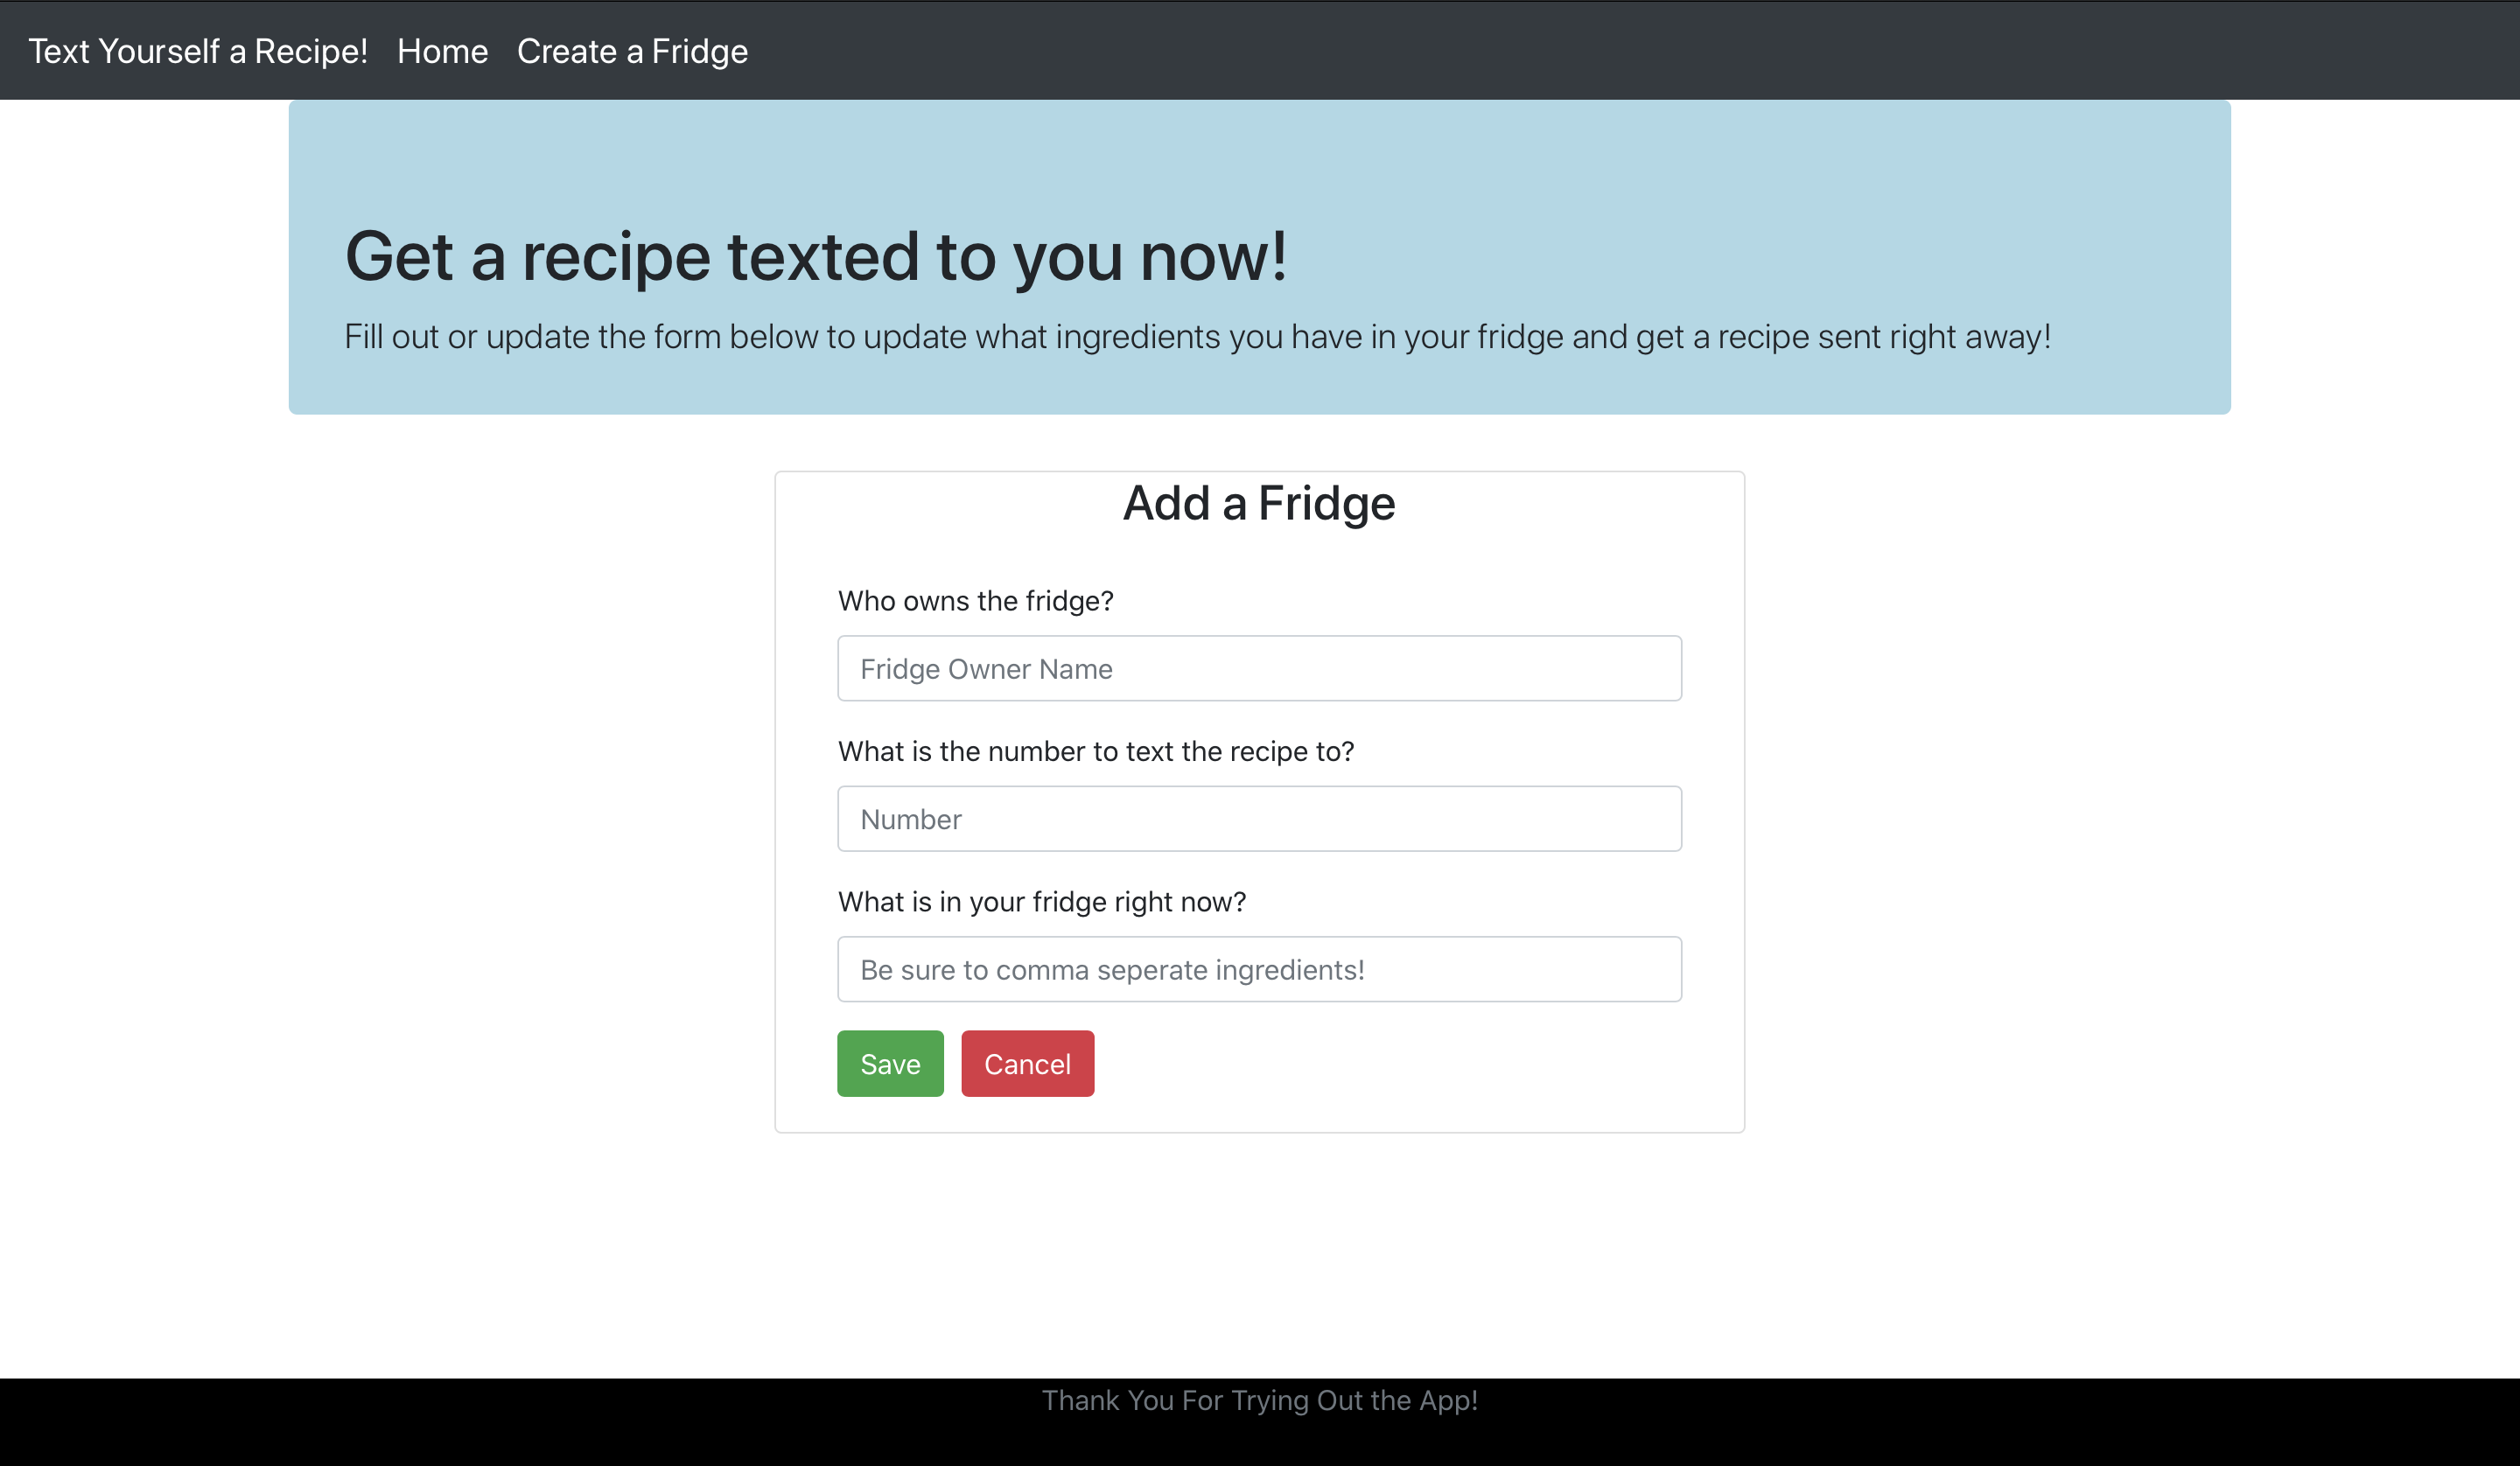 Text Yourself a Recipe! Home Create a Fridge
Get a recipe texted to you now!
Fill out or update the form below to update what ingredients you have in your fridge and get a recipe sent right away!
Add a Fridge
Who owns the fridge?
Fridge Owner Name
What is the number to text the recipe to?
Number
What is in your fridge right now?
Be sure to comma seperate ingredients!
Save Cancel
Thank You For Trying Out the App!